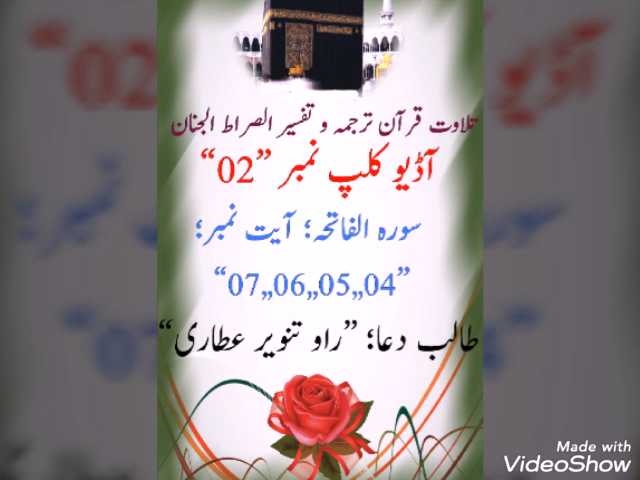 تلاوت قرآن ترجمہ و تفسیر الصراط الجنان
آڈیو کلپ نمبر ”02“
سورہ الفاتحہ؛ آیت نمبر؛
”04,,05,,06,,07“
طالب دعا؛ ”راو تنویر عطاری“
Made with
VideoShow